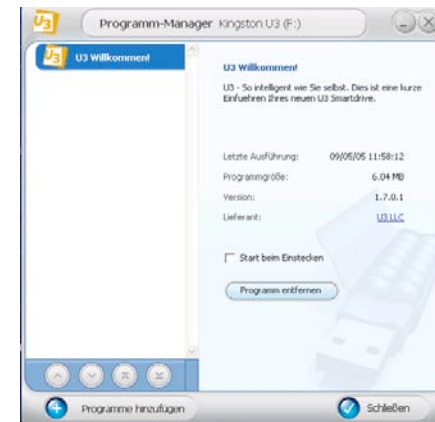 U3
Programm-Manager Kingston U3 (F:)
U3
U3 Willkommen!
U3 Willkommen!
U3 - So intelligent wie Sie selbst. Dies ist eine kurze
Einfuehren Ihres neuen U3 Smartdrive.
Letzte Ausführung: 09/05/05 11:58:12
Programmgröße: 6.04 MB
Version: 1.7.0.1
Lieferant: U3 LLC
Start beim Einstecken
Programm entfernen
Programme hinzufügen
Schließen